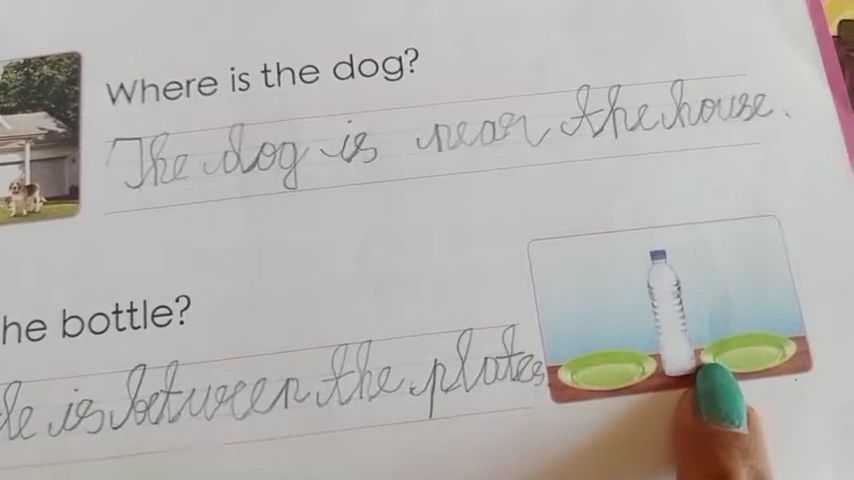 Where is the dog?
The dog is near the house.
he bottle?
le is between the plates